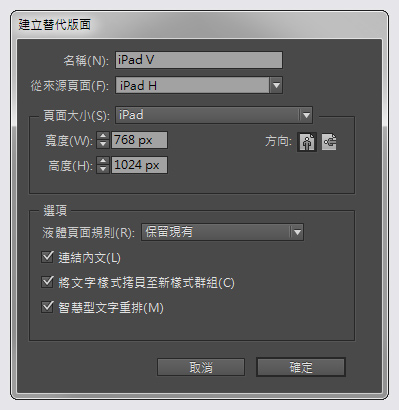 建立替代版面
名稱(N): iPad V
從來源頁面(F): iPad H
頁面大小(S): iPad
寬度(W): 768 px 方向:
高度(H): 1024 px
選項
液體頁面規則(R): 保留現有
連結內文(L)
將文字樣式拷貝至新樣式群組(C)
智慧型文字重排(M)
取消 確定